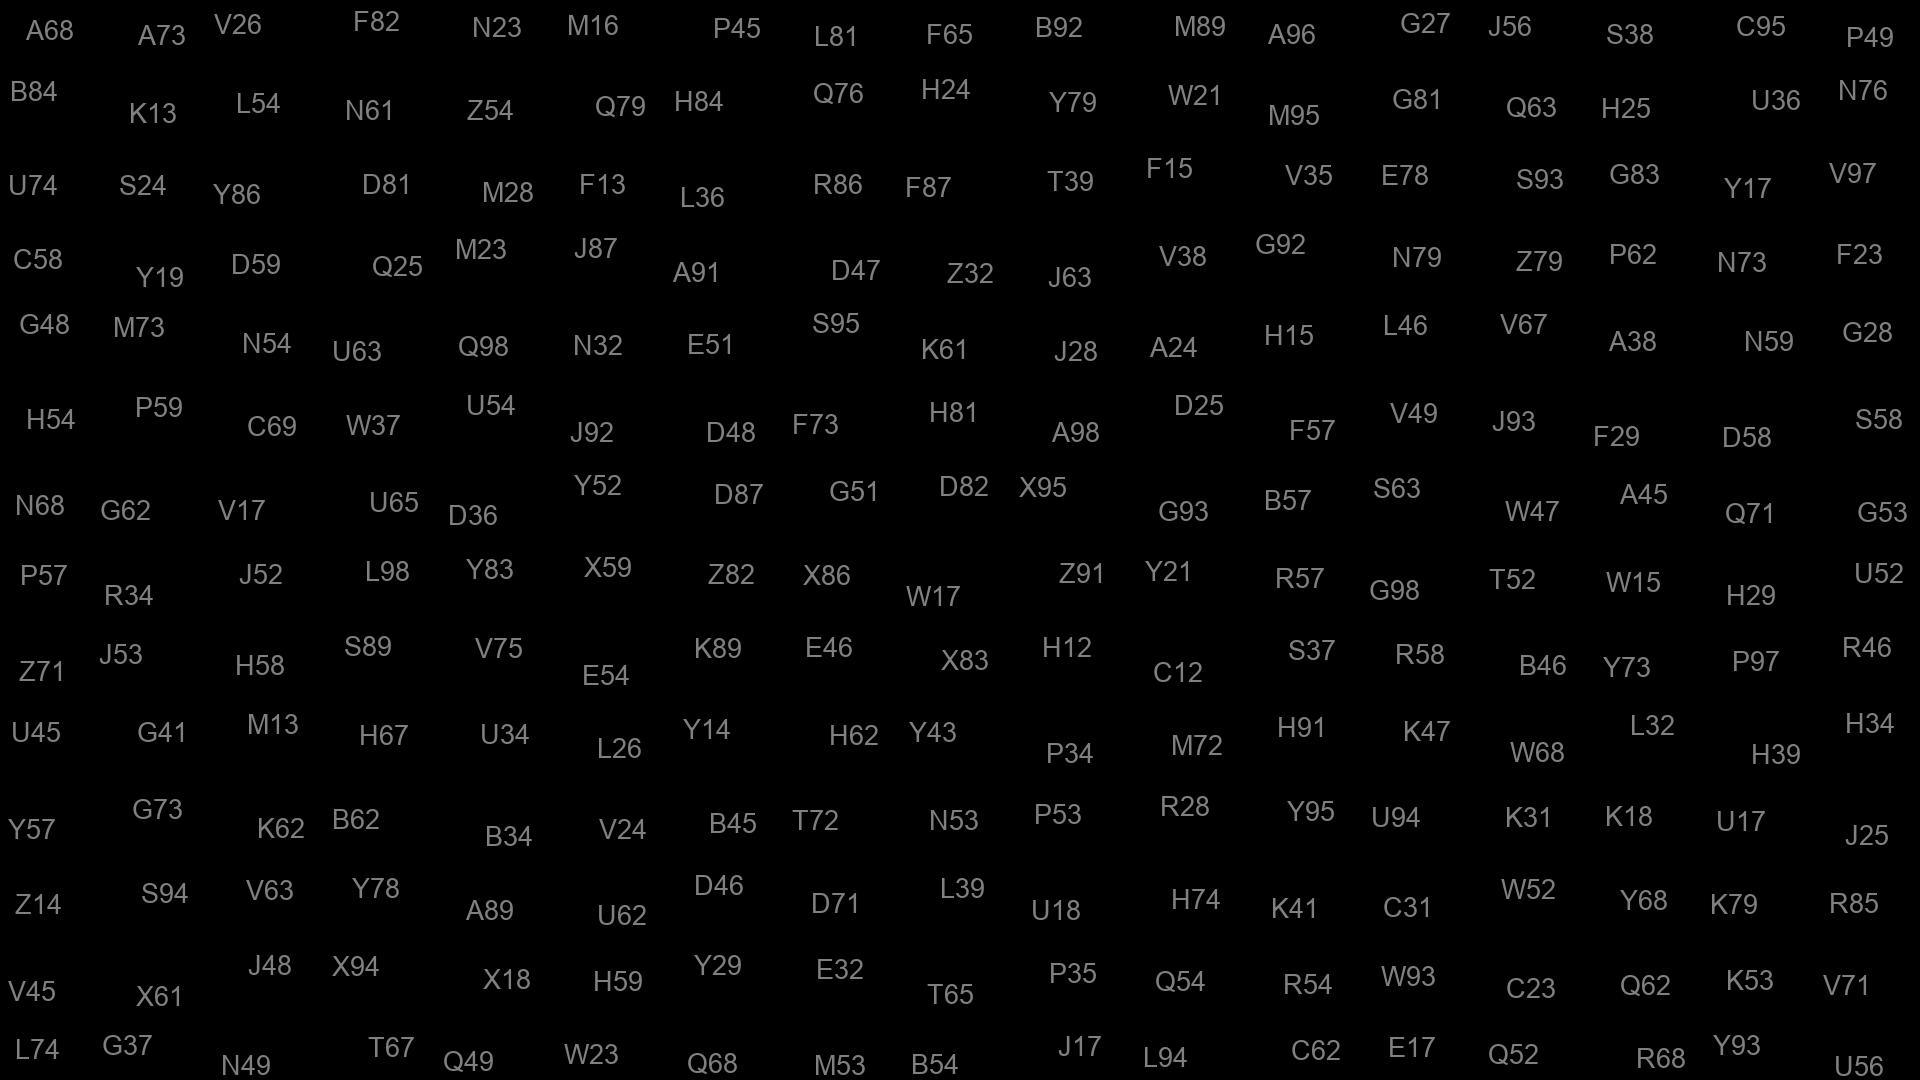 A68 A73 V26 F82 N23 M16 P45 L81 F65 B92 M89 A96 G27 J56 S38 C95 P49
B84 K13 L54 N61 Z54 Q79 H84 Q76 H24 Y79 W21 M95 G81 Q63 H25 U36 N76
U74 S24 Y86 D81 M28 F13 L36 R86 F87 T39 F15 V35 E78 S93 G83 Y17 V97
C58 Y19 D59 Q25 M23 J87 A91 D47 Z32 J63 V38 G92 N79 Z79 P62 N73 F23
G48 M73 N54 U63 Q98 N32 E51 S95 K61 J28 A24 H15 L46 V67 A38 N59 G28
H54 P59 C69 W37 U54 J92 D48 F73 H81 A98 D25 F57 V49 J93 F29 D58 S58
N68 G62 V17 U65 D36 Y52 D87 G51 D82 X95 G93 B57 S63 W47 A45 Q71 G53
P57 R34 J52 L98 Y83 X59 Z82 X86 W17 Z91 Y21 R57 G98 T52 W15 H29 U52
Z71 J53 H58 S89 V75 E54 K89 E46 X83 H12 C12 S37 R58 B46 Y73 P97 R46
U45 G41 M13 H67 U34 L26 Y14 H62 Y43 P34 M72 H91 K47 W68 L32 H39 H34
Y57 G73 K62 B62 B34 V24 B45 T72 N53 P53 R28 Y95 U94 K31 K18 U17 J25
Z14 S94 V63 Y78 A89 U62 D46 D71 L39 U18 H74 K41 C31 W52 Y68 K79 R85
V45 X61 J48 X94 X18 H59 Y29 E32 T65 P35 Q54 R54 W93 C23 Q62 K53 V71
L74 G37 N49 T67 Q49 W23 Q68 M53 B54 J17 L94 C62 E17 Q52 R68 Y93 U56